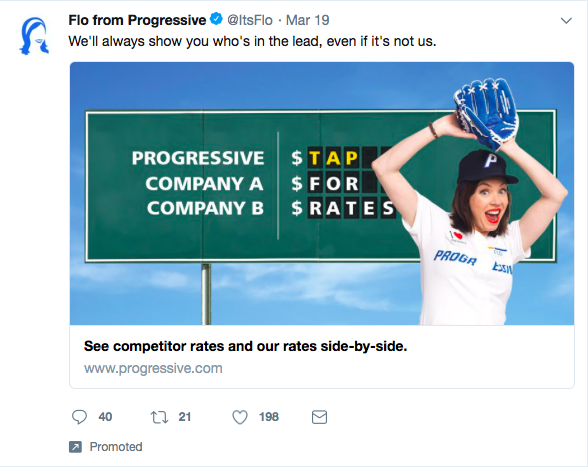 Flo from Progressive @ItsFlo · Mar 19
We'll always show you who's in the lead, even if it's not us.
PROGRESSIVE $ TAP
COMPANY A $ FOR
COMPANY B $ RATES
P
PROGR ESSIV
See competitor rates and our rates side-by-side.
www.progressive.com
40 21 198
Promoted